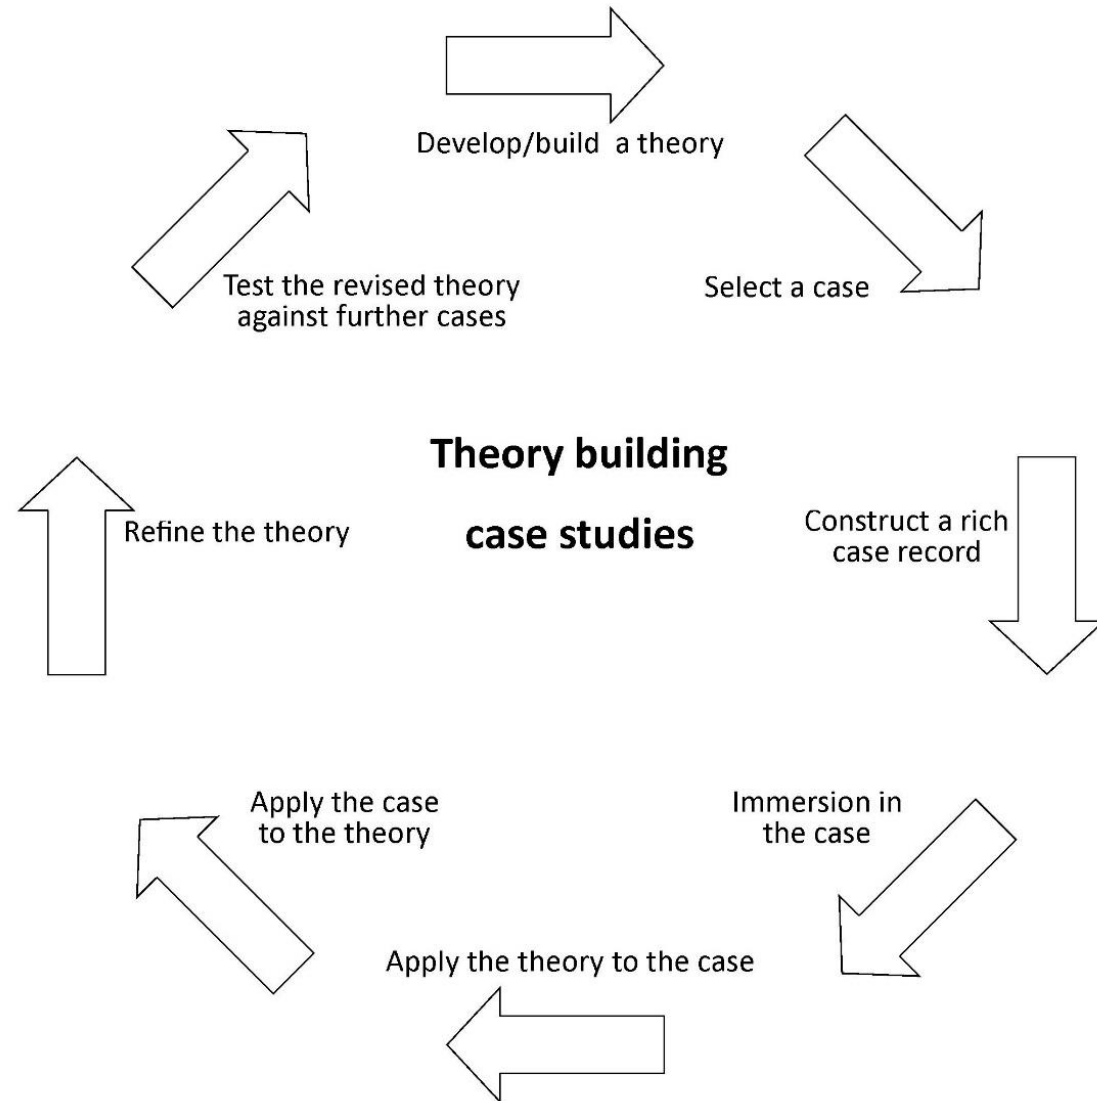 Develop/build a theory
Select a case
Construct a rich
case record
Immersion in
the case
Apply the theory to the case
Apply the case
to the theory
Refine the theory
Test the revised theory
against further cases
Theory building
case studies